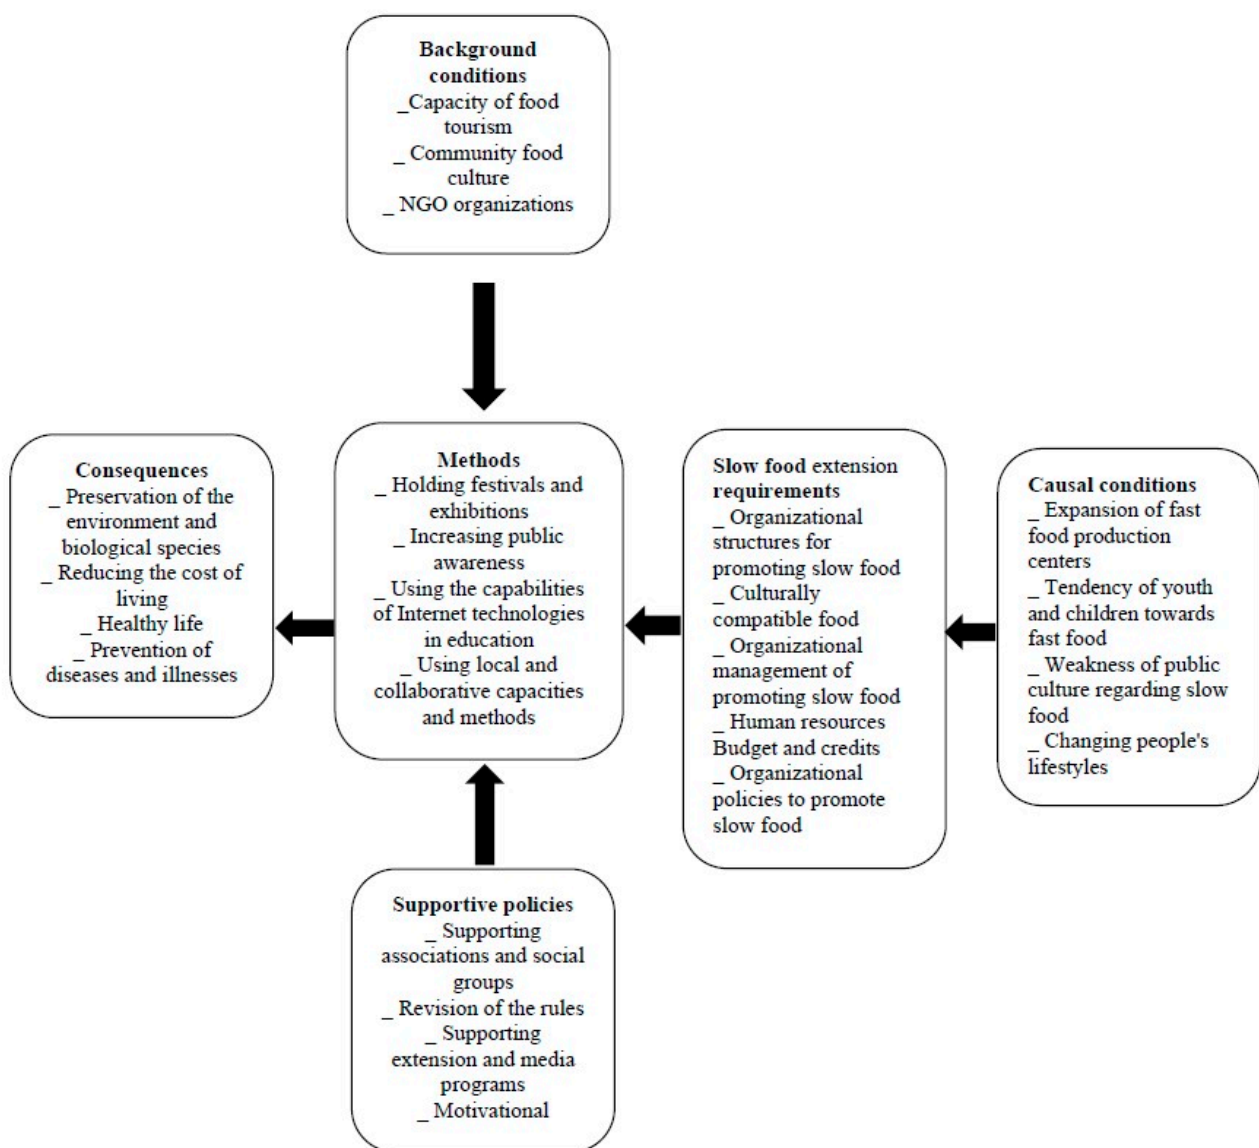 Background
conditions
_Capacity of food
tourism
_ Community food
culture
_ NGO organizations
Consequences
_ Preservation of the
environment and
biological species
_ Reducing the cost of
living
_ Healthy life
_ Prevention of
diseases and illnesses
Methods
_ Holding festivals and
exhibitions
_ Increasing public
awareness
_ Using the capabilities
of Internet technologies
in education
_ Using local and
collaborative capacities
and methods
Slow food extension
requirements
_ Organizational
structures for
promoting slow food
_ Culturally
compatible food
_ Organizational
management of
promoting slow food
_ Human resources
Budget and credits
_ Organizational
policies to promote
slow food
Causal conditions
_ Expansion of fast
food production
centers
_ Tendency of youth
and children towards
fast food
_ Weakness of public
culture regarding slow
food
_ Changing people's
lifestyles
Supportive policies
_ Supporting
associations and social
groups
_ Revision of the rules
_ Supporting
extension and media
programs
_ Motivational